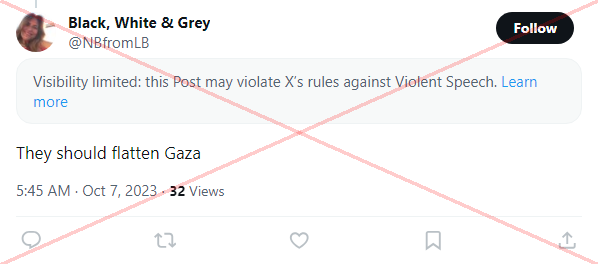 Black, White & Grey
@NBfromLB
Follow
Visibility limited: this Post may violate X's rules against Violent Speech. Learn
more
They should flatten Gaza
5:45 AM · Oct 7, 2023 · 32 Views